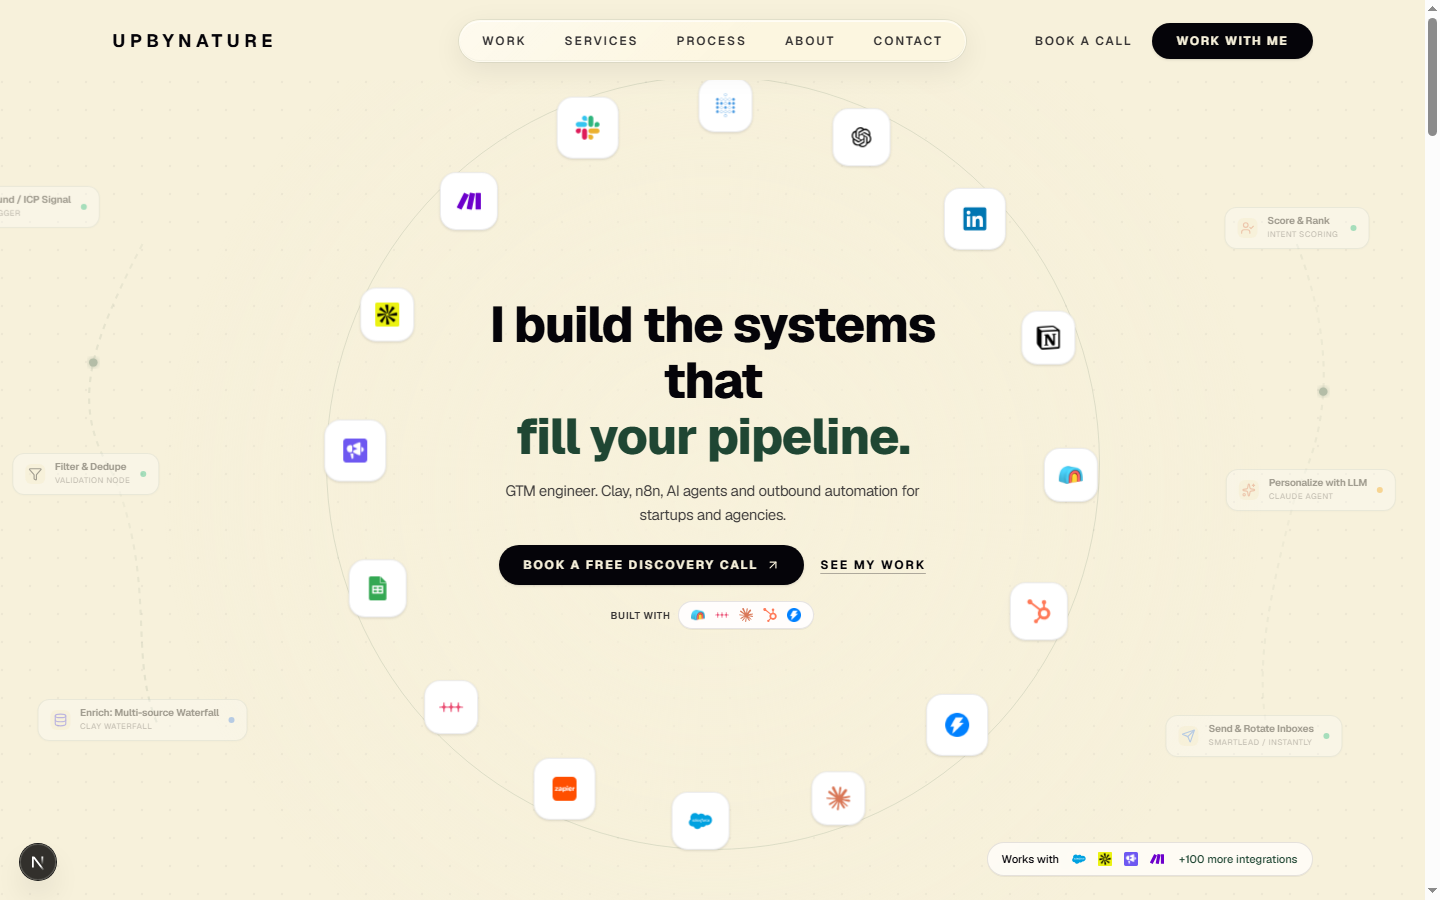 UPBYNATURE
WORK SERVICES PROCESS ABOUT CONTACT
BOOK A CALL
WORK WITH ME
und / ICP Signal
GGER
Score & Rank
INTENT SCORING
I build the systems
that
fill your pipeline.
Filter & Dedupe
VALIDATION NODE
Personalize with LLM
CLAUDE AGENT
GTM engineer. Clay, n8n, AI agents and outbound automation for
startups and agencies.
BOOK A FREE DISCOVERY CALL
SEE MY WORK
BUILT WITH
Enrich: Multi-source Waterfall
CLAY WATERFALL
Send & Rotate Inboxes
SMARTLEAD / INSTANTLY
in
N
zapier
salesforce
Works with +100 more integrations
N